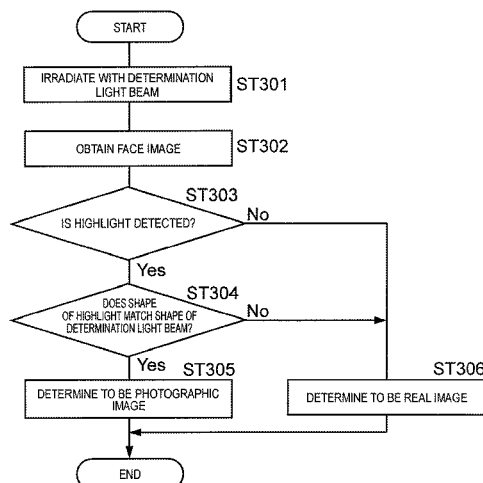 START
IRRADIATE WITH DETERMINATION
LIGHT BEAM
ST301
OBTAIN FACE IMAGE
ST302
ST303
IS HIGHLIGHT DETECTED?
No
Yes
ST304
DOES SHAPE
OF HIGHLIGHT MATCH SHAPE OF
DETERMINATION LIGHT BEAM?
No
Yes
ST305
DETERMINE TO BE PHOTOGRAPHIC
IMAGE
ST306
DETERMINE TO BE REAL IMAGE
END